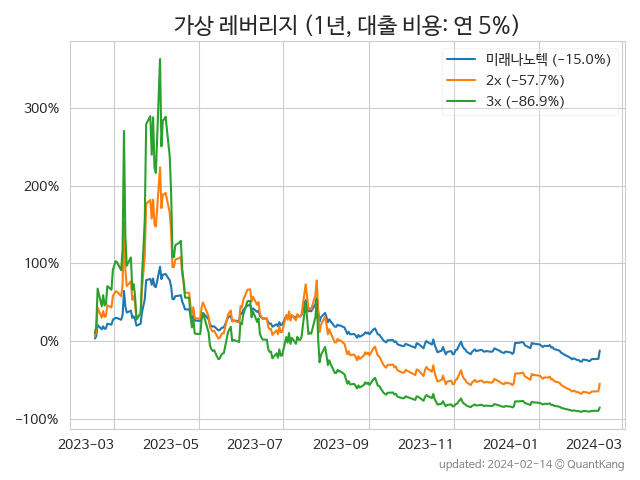 가상 레버리지 (1년, 대출 비용: 연 5%)
미래나노텍 (−15.0%)
2x (−57.7%)
3x (−86.9%)
300%
200%
100%
0%
−100%
2023-03 2023-05 2023-07 2023-09 2023-11 2024-01 2024-03
updated: 2024-02-14 © QuantKang